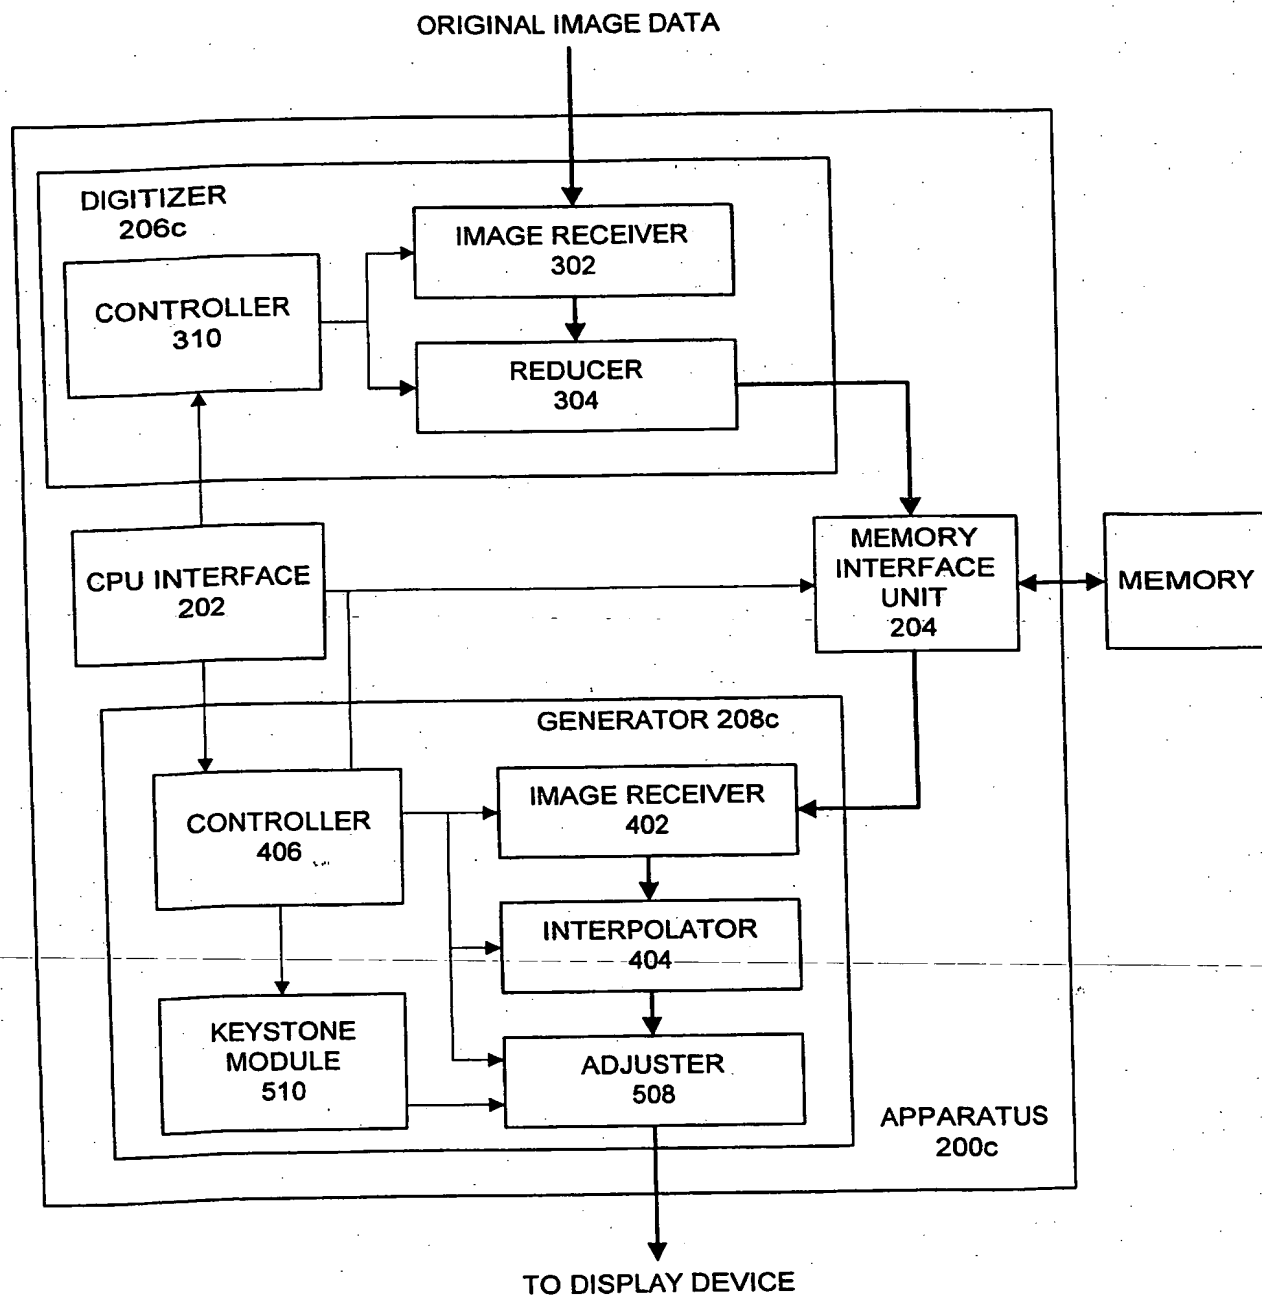 ORIGINAL IMAGE DATA
DIGITIZER
206c
IMAGE RECEIVER
302
CONTROLLER
310
REDUCER
304
CPU INTERFACE
202
MEMORY
INTERFACE
UNIT
204
MEMORY
GENERATOR 208c
IMAGE RECEIVER
402
CONTROLLER
406
INTERPOLATOR
404
KEYSTONE
MODULE
510
ADJUSTER
508
APPARATUS
200c
TO DISPLAY DEVICE